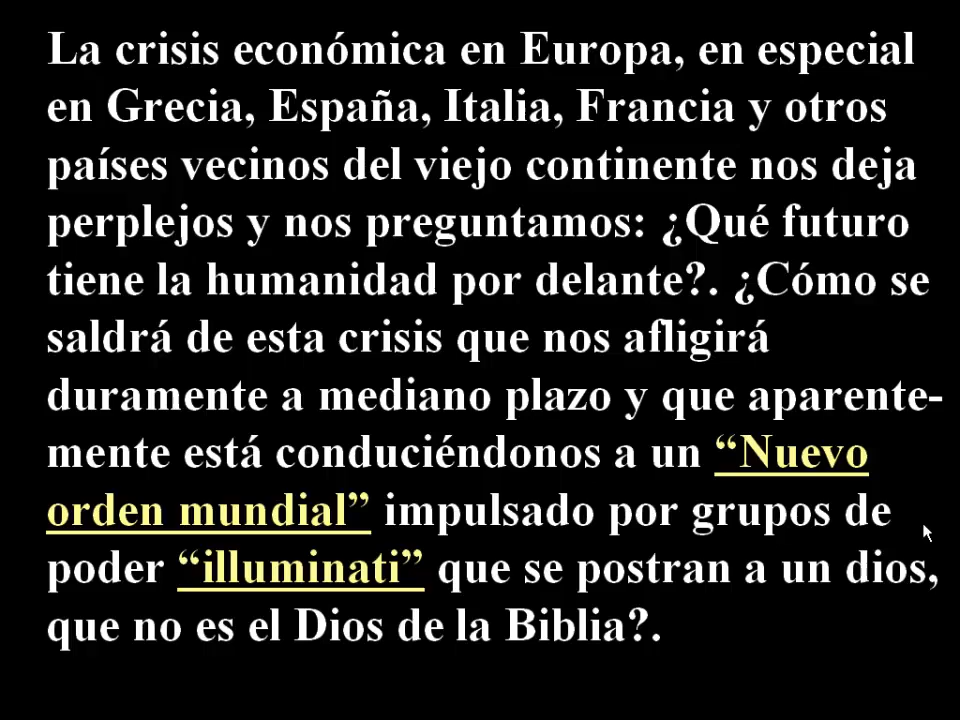 La crisis económica en Europa, en especial
en Grecia, España, Italia, Francia y otros
países vecinos del viejo continente nos deja
perplejos y nos preguntamos: ¿Qué futuro
tiene la humanidad por delante?. ¿Cómo se
saldrá de esta crisis que nos afligirá
duramente a mediano plazo y que aparente-
mente está conduciéndonos a un “Nuevo
orden mundial” impulsado por grupos de
poder “illuminati” que se postran a un dios,
que no es el Dios de la Biblia?.